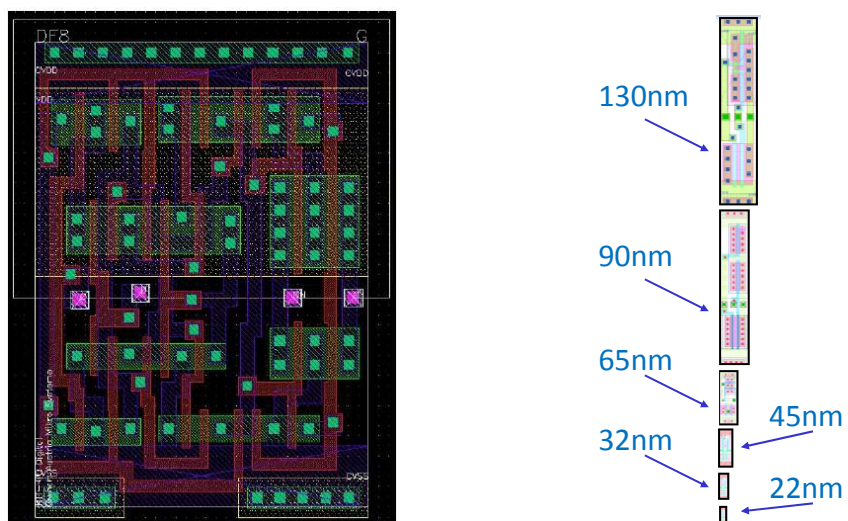 DF8 G
CVDD CVDD
VDD
CVSS
130nm
90nm
65nm
45nm
32nm
22nm